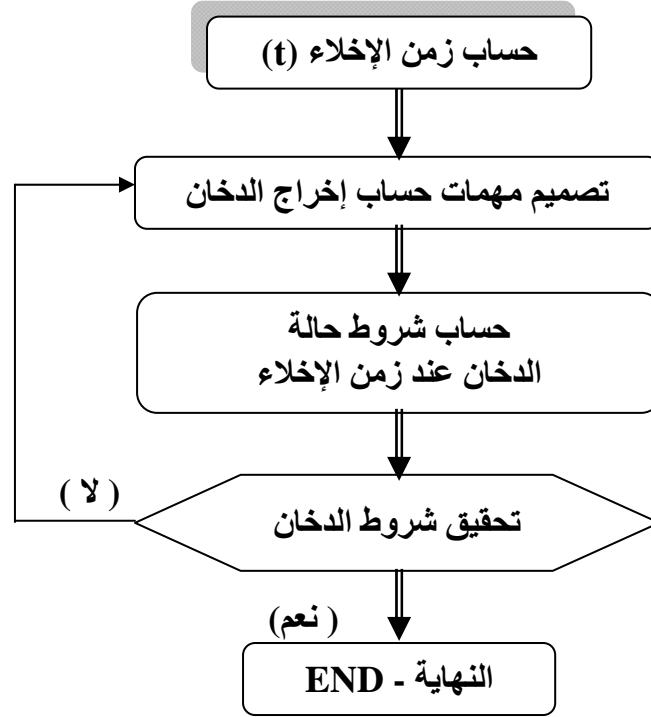 حساب زمن الإخلاء (t)
تصميم مهمات حساب إخراج الدخان
حساب شروط حالة
الدخان عند زمن الإخلاء
( لا )
تحقيق شروط الدخان
( نعم)
النهاية - END